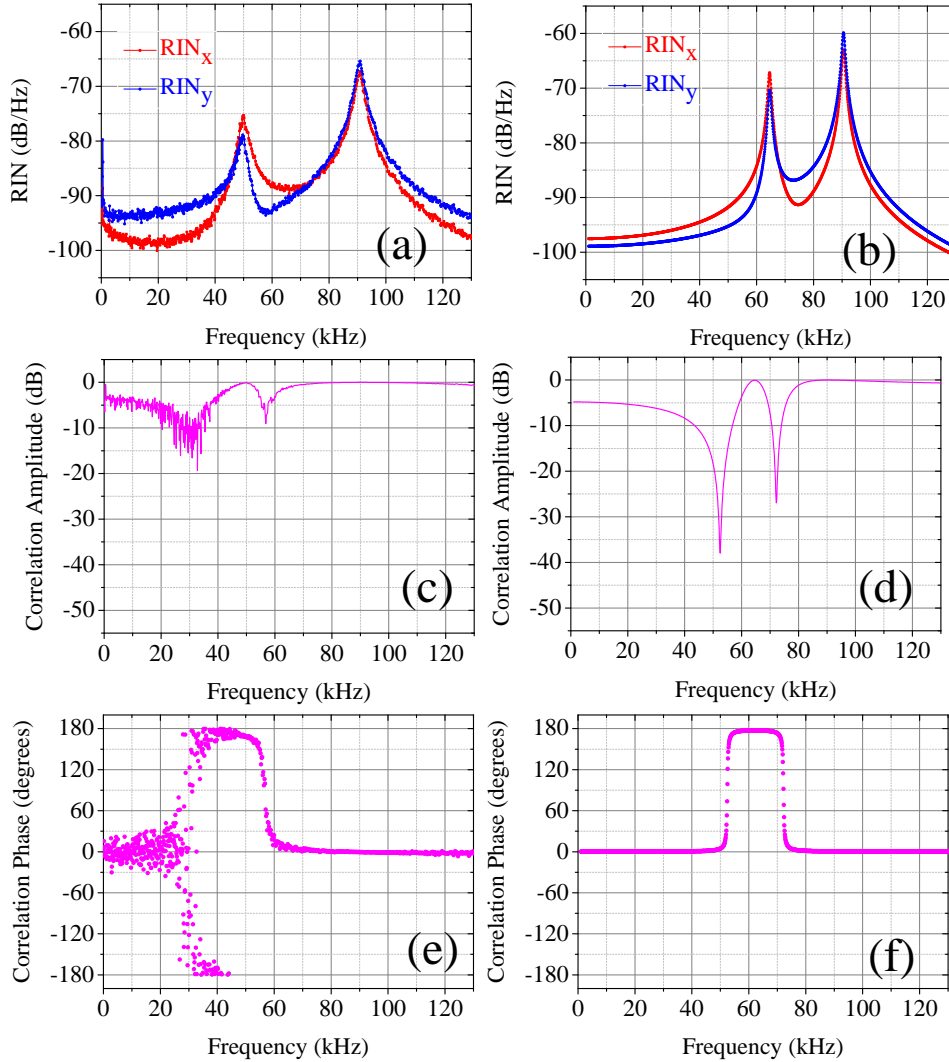 -60
-70
-80
-90
-100
RIN (dB/Hz)
RINx
RINy
(a)
0 20 40 60 80 100 120
Frequency (kHz)
-60
-70
-80
-90
-100
RIN (dB/Hz)
RINx
RINy
(b)
0 20 40 60 80 100 120
Frequency (kHz)
0
-10
-20
-30
-40
-50
Correlation Amplitude (dB)
(c)
0 20 40 60 80 100 120
Frequency (kHz)
0
-10
-20
-30
-40
-50
Correlation Amplitude (dB)
(d)
0 20 40 60 80 100 120
Frequency (kHz)
180
120
60
0
-60
-120
-180
Correlation Phase (degrees)
(e)
0 20 40 60 80 100 120
Frequency (kHz)
180
120
60
0
-60
-120
-180
Correlation Phase (degrees)
(f)
0 20 40 60 80 100 120
Frequency (kHz)